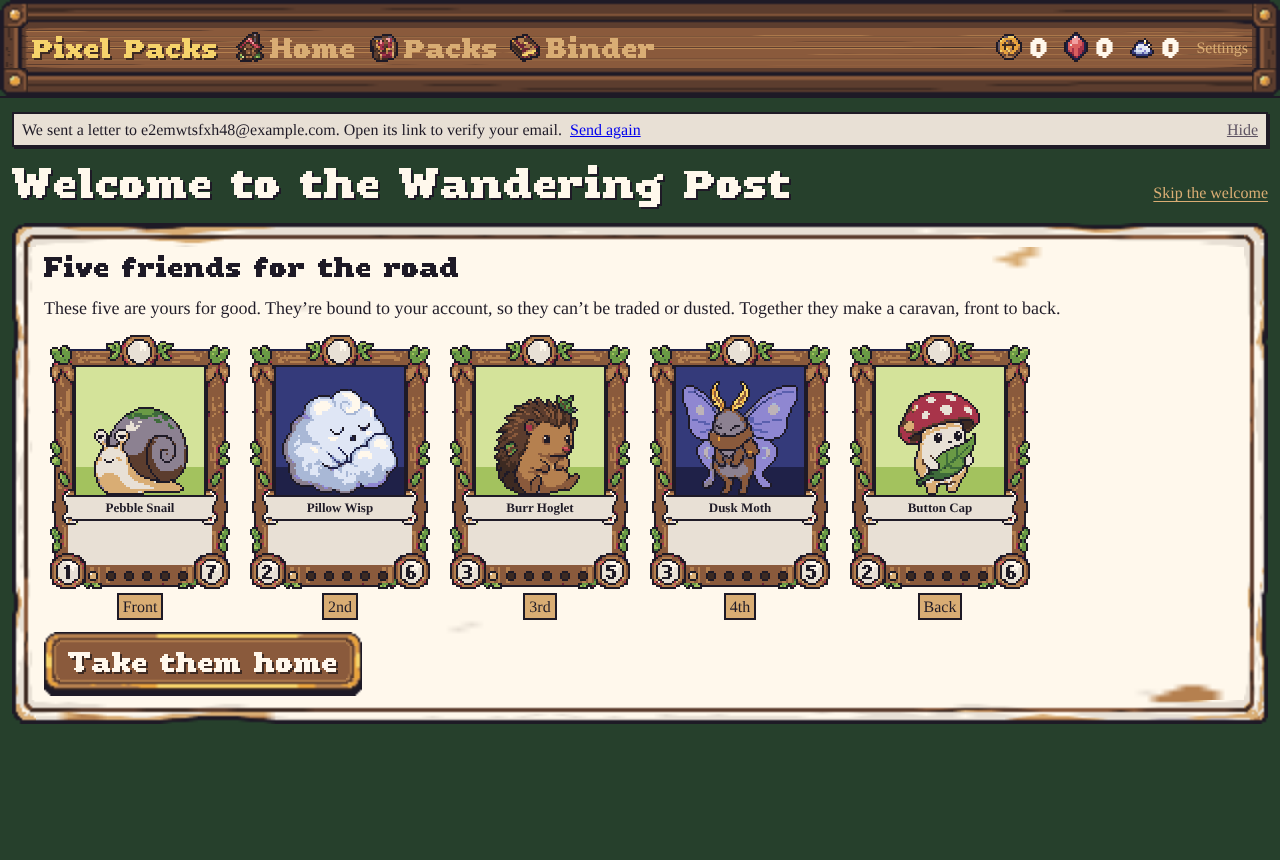 Pixel Packs Home Packs Binder 0 0 0 Settings
We sent a letter to e2emwtsfxh48@example.com. Open its link to verify your email. Send again Hide
Welcome to the Wandering Post Skip the welcome
Five friends for the road
These five are yours for good. They’re bound to your account, so they can’t be traded or dusted. Together they make a caravan, front to back.
Pebble Snail Pillow Wisp Burr Hoglet Dusk Moth Button Cap
1 7 2 6 3 5 3 5 2 6
Front 2nd 3rd 4th Back
Take them home